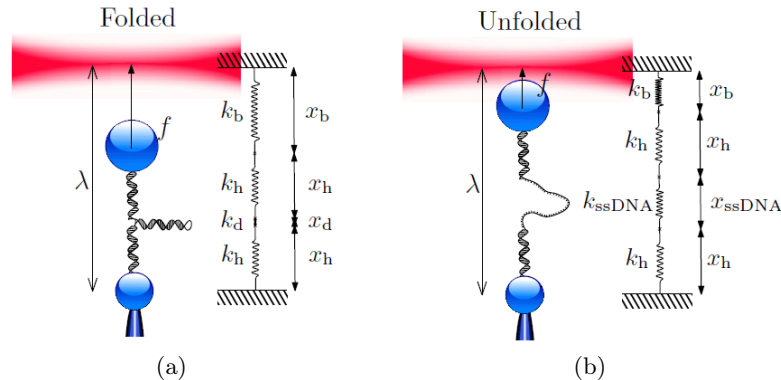 Folded
f
λ
k_b
x_b
k_h
x_h
k_d
x_d
k_h
x_h
(a)
Unfolded
f
λ
k_b
x_b
k_h
x_h
k_ssDNA
x_ssDNA
k_h
x_h
(b)